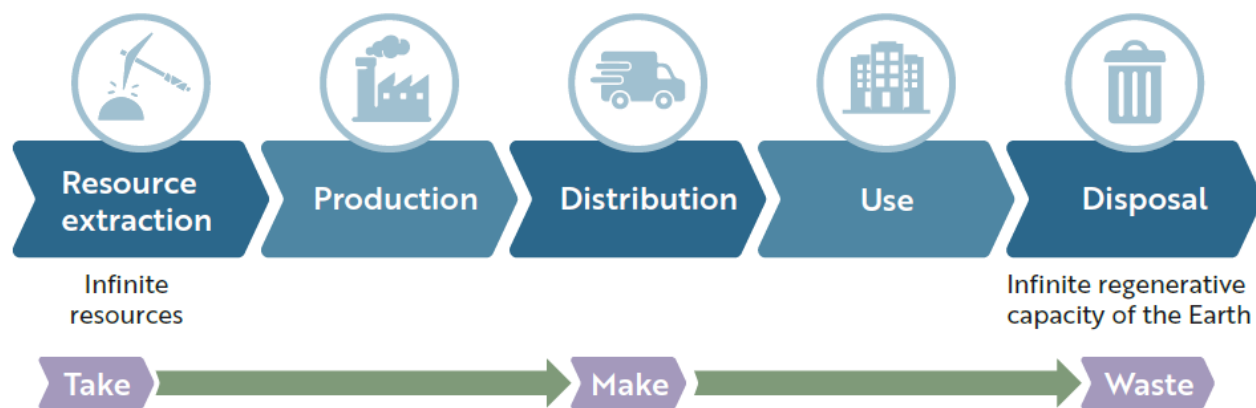 Resource
extraction
Production
Distribution
Use
Disposal
Infinite
resources
Infinite regenerative
capacity of the Earth
Take
Make
Waste